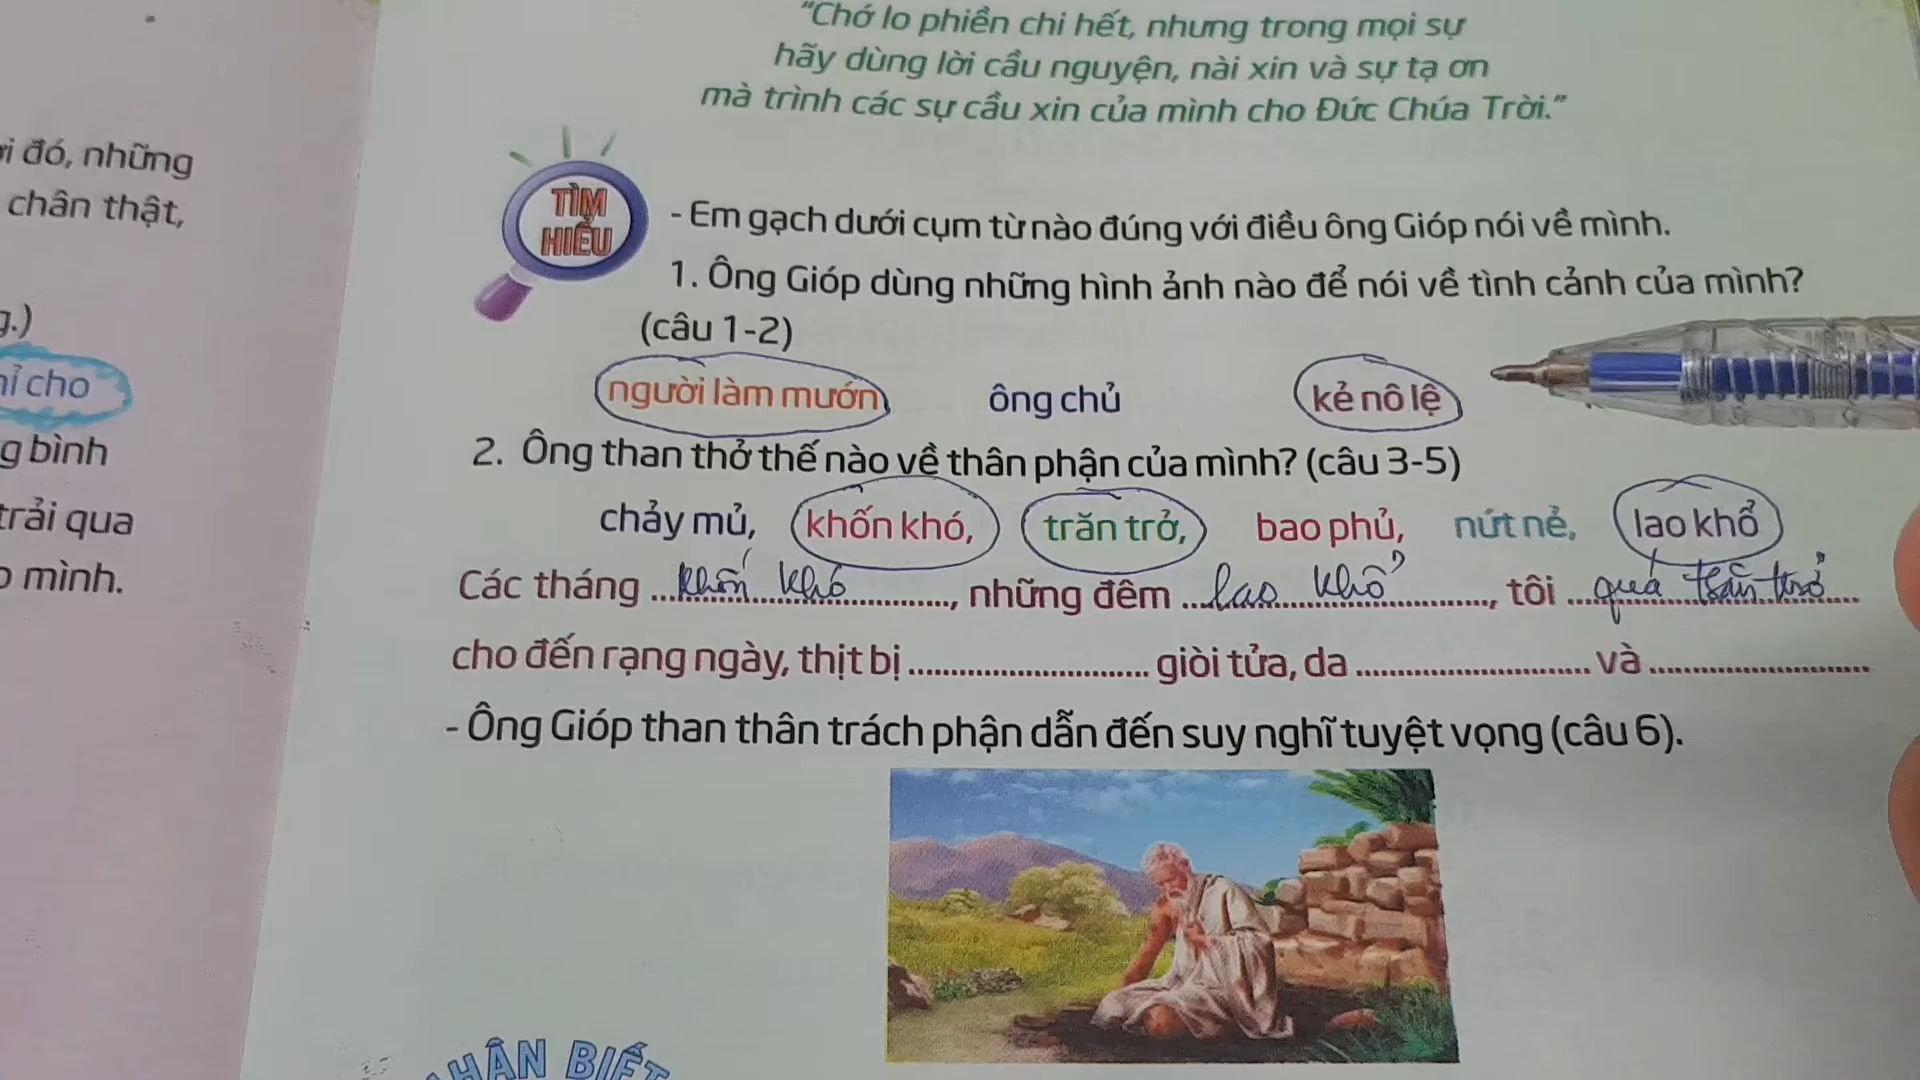 "Chớ lo phiền chi hết, nhưng trong mọi sự
hãy dùng lời cầu nguyện, nài xin và sự tạ ơn
mà trình các sự cầu xin của mình cho Đức Chúa Trời."
đó, những
chân thật,
cho
bình
trải qua
mình.
TÌM
HIỂU
- Em gạch dưới cụm từ nào đúng với điều ông Gióp nói về mình.
1. Ông Gióp dùng những hình ảnh nào để nói về tình cảnh của mình?
(câu 1-2)
người làm mướn ông chủ kẻ nô lệ
2. Ông than thở thế nào về thân phận của mình? (câu 3-5)
chảy mủ, khốn khó, trăn trở, bao phủ, nứt nẻ, lao khổ
Các tháng ...khốn khó..., những đêm ...lao khổ..., tôi ...quá trăn trở...
cho đến rạng ngày, thịt bị ........................... giòi tửa, da ........................... và ...........................
- Ông Gióp than thân trách phận dẫn đến suy nghĩ tuyệt vọng (câu 6).
BIẾT